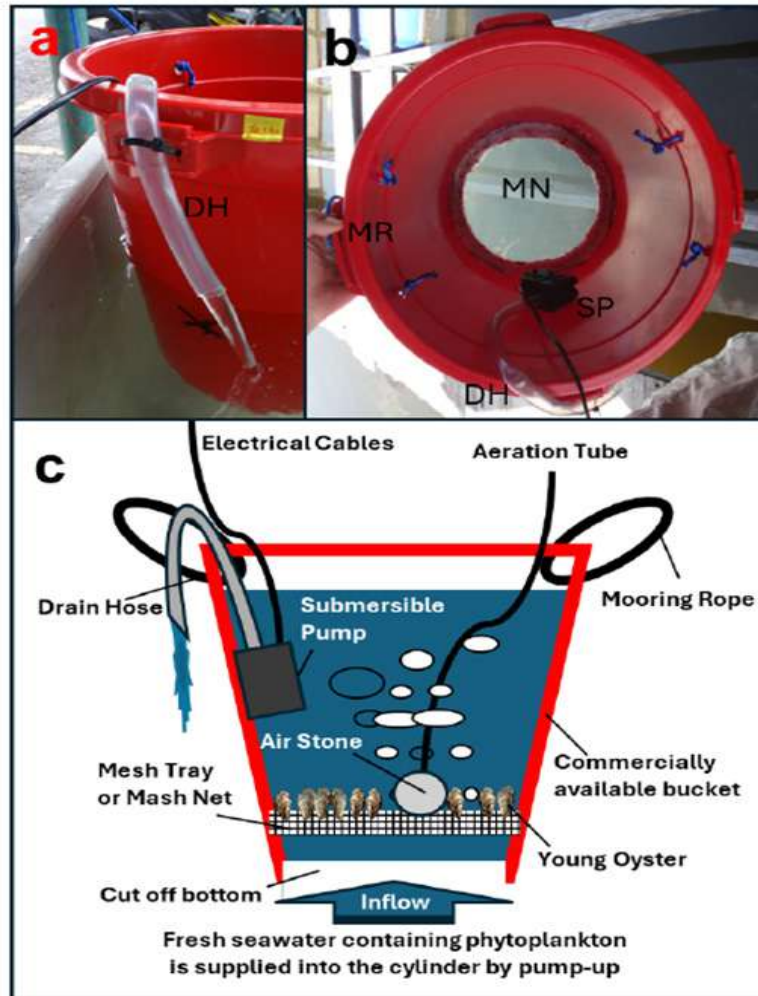 a
DH
b
MN
MR
SP
DH
c
Electrical Cables
Aeration Tube
Drain Hose
Submersible
Pump
Mooring Rope
Air Stone
Mesh Tray
or Mash Net
Commercially
available bucket
Young Oyster
Cut off bottom
Inflow
Fresh seawater containing phytoplankton
is supplied into the cylinder by pump-up